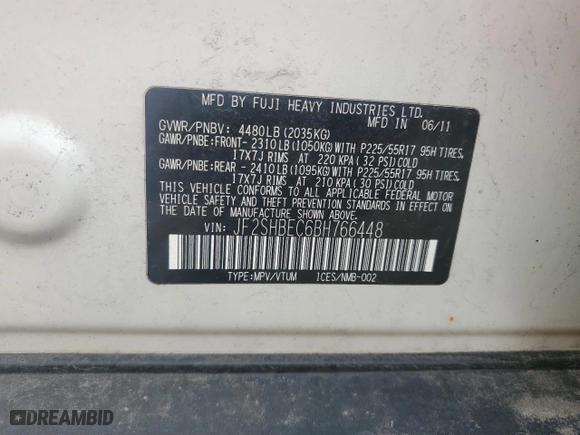 MFD BY FUJI HEAVY INDUSTRIES LTD.
MFD IN 06/11
GVWR/PNBV: 4480LB(2035KG)
GAWR/PNBE:FRONT- 2310LB(1050KG)WITH P225/55R17 95H TIRES,
17X7J RIMS AT 220 KPA( 32 PSI)COLD
GAWR/PNBE:REAR - 2410LB(1095KG)WITH P225/55R17 95H TIRES,
17X7J RIMS AT 210 KPA( 30 PSI)COLD
THIS VEHICLE CONFORMS TO ALL APPLICABLE FEDERAL MOTOR
VEHICLE SAFETY AND THEFT PREVENTION STANDARDS IN EFFECT ON
THE DATE OF MANUFACTURE SHOWN ABOVE.
VIN: JF2SHBEC6BH766448
TYPE:MPV/VTUM ICES/NMB-002
DREAMBID